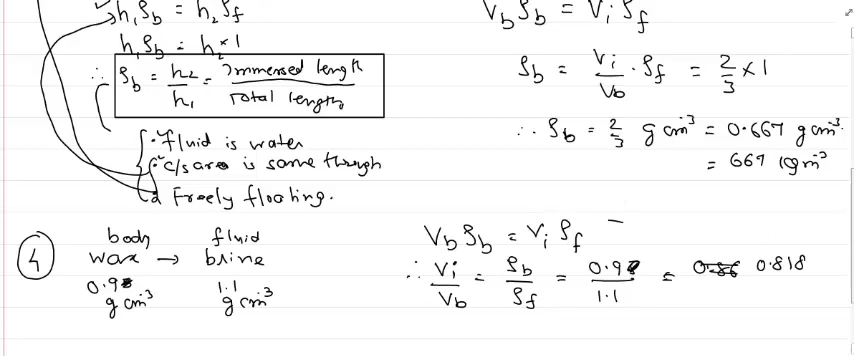 h₁ρb = h₂ρf
h₁ρb = h₂ × 1
∴ ρb = h₂/h₁ = Immersed length / Total length
• Fluid is water
• c/s area is same through
Freely floating.
Vbρb = Viρf
ρb = Vi/Vb · ρf = 2/3 × 1
∴ ρb = 2/3 g cm⁻³ = 0.667 g cm⁻³
= 667 kg m⁻³
4
body fluid
wax → brine
0.9 1.1
g cm⁻³ g cm⁻³
Vbρb = Viρf
∴ Vi/Vb = ρb/ρf = 0.9/1.1 = 0.86 0.818